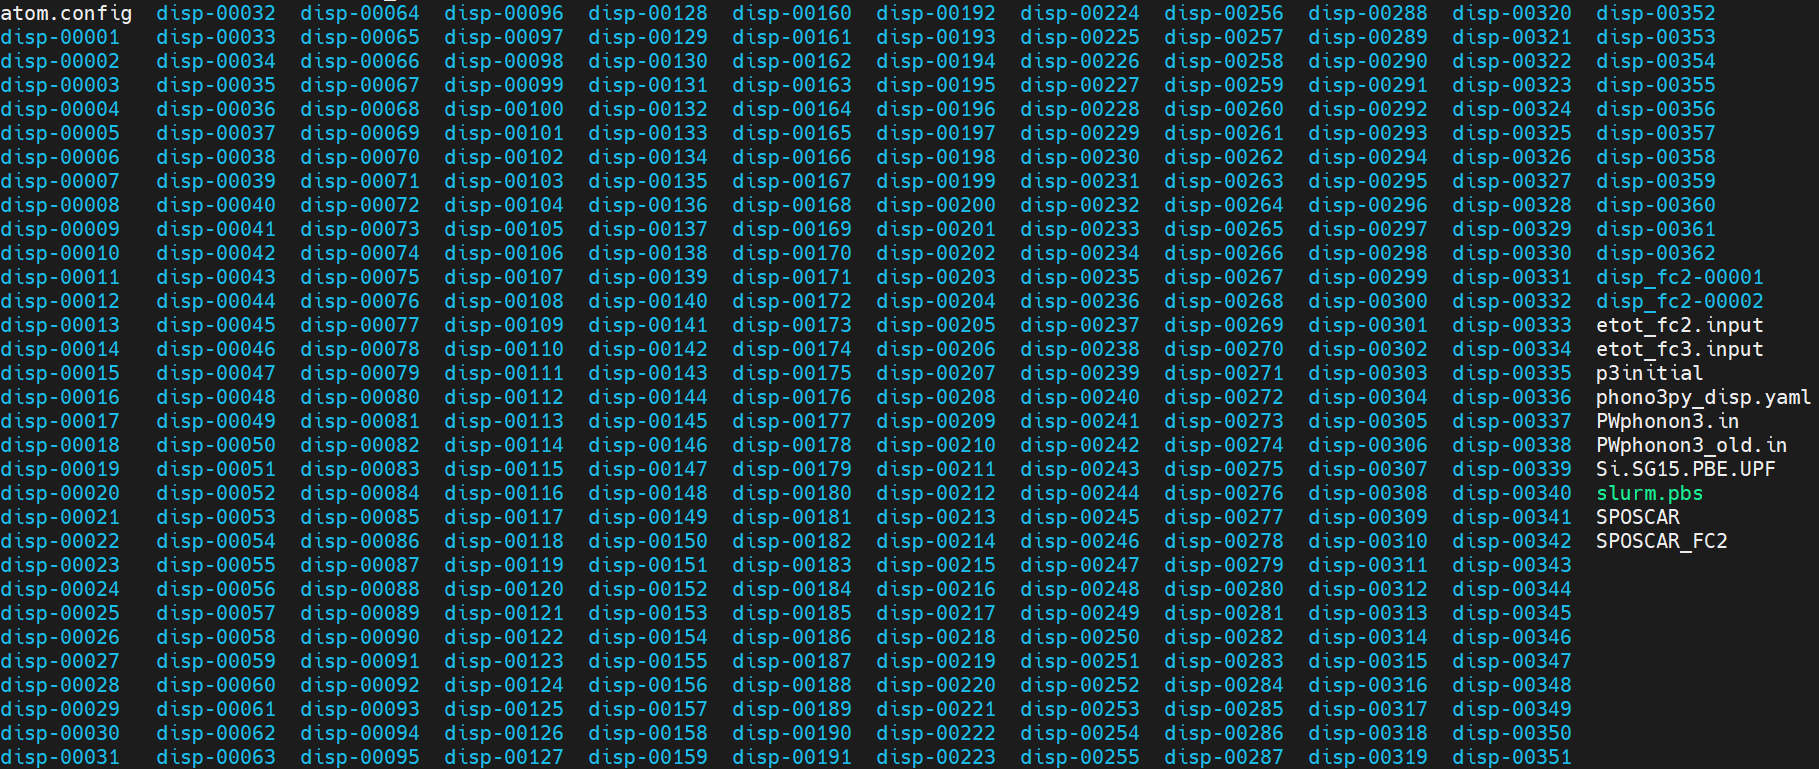 atom.config disp-00032 disp-00064 disp-00096 disp-00128 disp-00160 disp-00192 disp-00224 disp-00256 disp-00288 disp-00320 disp-00352
disp-00001 disp-00033 disp-00065 disp-00097 disp-00129 disp-00161 disp-00193 disp-00225 disp-00257 disp-00289 disp-00321 disp-00353
disp-00002 disp-00034 disp-00066 disp-00098 disp-00130 disp-00162 disp-00194 disp-00226 disp-00258 disp-00290 disp-00322 disp-00354
disp-00003 disp-00035 disp-00067 disp-00099 disp-00131 disp-00163 disp-00195 disp-00227 disp-00259 disp-00291 disp-00323 disp-00355
disp-00004 disp-00036 disp-00068 disp-00100 disp-00132 disp-00164 disp-00196 disp-00228 disp-00260 disp-00292 disp-00324 disp-00356
disp-00005 disp-00037 disp-00069 disp-00101 disp-00133 disp-00165 disp-00197 disp-00229 disp-00261 disp-00293 disp-00325 disp-00357
disp-00006 disp-00038 disp-00070 disp-00102 disp-00134 disp-00166 disp-00198 disp-00230 disp-00262 disp-00294 disp-00326 disp-00358
disp-00007 disp-00039 disp-00071 disp-00103 disp-00135 disp-00167 disp-00199 disp-00231 disp-00263 disp-00295 disp-00327 disp-00359
disp-00008 disp-00040 disp-00072 disp-00104 disp-00136 disp-00168 disp-00200 disp-00232 disp-00264 disp-00296 disp-00328 disp-00360
disp-00009 disp-00041 disp-00073 disp-00105 disp-00137 disp-00169 disp-00201 disp-00233 disp-00265 disp-00297 disp-00329 disp-00361
disp-00010 disp-00042 disp-00074 disp-00106 disp-00138 disp-00170 disp-00202 disp-00234 disp-00266 disp-00298 disp-00330 disp-00362
disp-00011 disp-00043 disp-00075 disp-00107 disp-00139 disp-00171 disp-00203 disp-00235 disp-00267 disp-00299 disp-00331 disp_fc2-00001
disp-00012 disp-00044 disp-00076 disp-00108 disp-00140 disp-00172 disp-00204 disp-00236 disp-00268 disp-00300 disp-00332 disp_fc2-00002
disp-00013 disp-00045 disp-00077 disp-00109 disp-00141 disp-00173 disp-00205 disp-00237 disp-00269 disp-00301 disp-00333 etot_fc2.input
disp-00014 disp-00046 disp-00078 disp-00110 disp-00142 disp-00174 disp-00206 disp-00238 disp-00270 disp-00302 disp-00334 etot_fc3.input
disp-00015 disp-00047 disp-00079 disp-00111 disp-00143 disp-00175 disp-00207 disp-00239 disp-00271 disp-00303 disp-00335 p3initial
disp-00016 disp-00048 disp-00080 disp-00112 disp-00144 disp-00176 disp-00208 disp-00240 disp-00272 disp-00304 disp-00336 phono3py_disp.yaml
disp-00017 disp-00049 disp-00081 disp-00113 disp-00145 disp-00177 disp-00209 disp-00241 disp-00273 disp-00305 disp-00337 PWphonon3.in
disp-00018 disp-00050 disp-00082 disp-00114 disp-00146 disp-00178 disp-00210 disp-00242 disp-00274 disp-00306 disp-00338 PWphonon3_old.in
disp-00019 disp-00051 disp-00083 disp-00115 disp-00147 disp-00179 disp-00211 disp-00243 disp-00275 disp-00307 disp-00339 Si.SG15.PBE.UPF
disp-00020 disp-00052 disp-00084 disp-00116 disp-00148 disp-00180 disp-00212 disp-00244 disp-00276 disp-00308 disp-00340 slurm.pbs
disp-00021 disp-00053 disp-00085 disp-00117 disp-00149 disp-00181 disp-00213 disp-00245 disp-00277 disp-00309 disp-00341 SPOSCAR
disp-00022 disp-00054 disp-00086 disp-00118 disp-00150 disp-00182 disp-00214 disp-00246 disp-00278 disp-00310 disp-00342 SPOSCAR_FC2
disp-00023 disp-00055 disp-00087 disp-00119 disp-00151 disp-00183 disp-00215 disp-00247 disp-00279 disp-00311 disp-00343
disp-00024 disp-00056 disp-00088 disp-00120 disp-00152 disp-00184 disp-00216 disp-00248 disp-00280 disp-00312 disp-00344
disp-00025 disp-00057 disp-00089 disp-00121 disp-00153 disp-00185 disp-00217 disp-00249 disp-00281 disp-00313 disp-00345
disp-00026 disp-00058 disp-00090 disp-00122 disp-00154 disp-00186 disp-00218 disp-00250 disp-00282 disp-00314 disp-00346
disp-00027 disp-00059 disp-00091 disp-00123 disp-00155 disp-00187 disp-00219 disp-00251 disp-00283 disp-00315 disp-00347
disp-00028 disp-00060 disp-00092 disp-00124 disp-00156 disp-00188 disp-00220 disp-00252 disp-00284 disp-00316 disp-00348
disp-00029 disp-00061 disp-00093 disp-00125 disp-00157 disp-00189 disp-00221 disp-00253 disp-00285 disp-00317 disp-00349
disp-00030 disp-00062 disp-00094 disp-00126 disp-00158 disp-00190 disp-00222 disp-00254 disp-00286 disp-00318 disp-00350
disp-00031 disp-00063 disp-00095 disp-00127 disp-00159 disp-00191 disp-00223 disp-00255 disp-00287 disp-00319 disp-00351